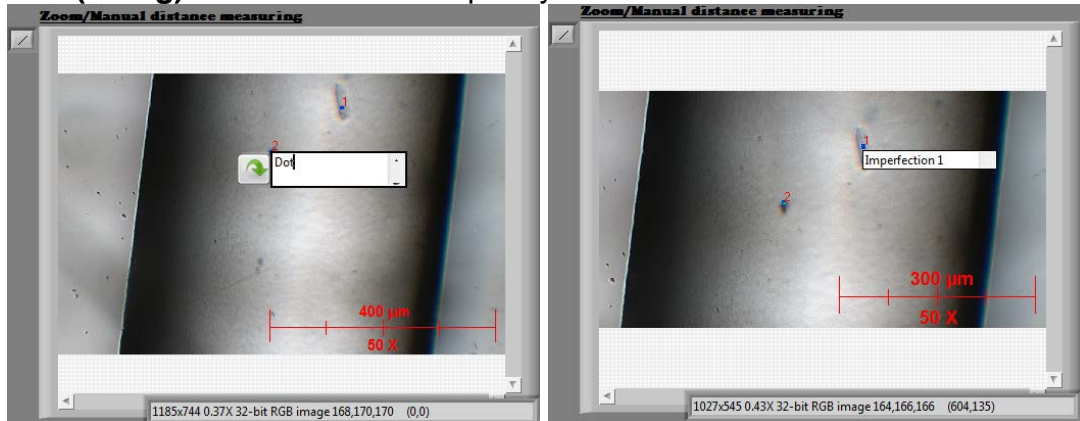 Zoom/Manual distance measuring
1
2
Dot
400 µm
50 X
1185x744 0.37X 32-bit RGB image 168,170,170 (0,0)
Zoom/Manual distance measuring
1
Imperfection 1
2
300 µm
50 X
1027x545 0.43X 32-bit RGB image 164,166,166 (604,135)